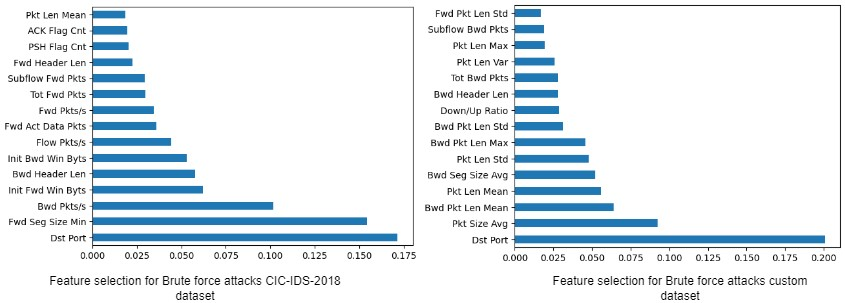 Pkt Len Mean
ACK Flag Cnt
PSH Flag Cnt
Fwd Header Len
Subflow Fwd Pkts
Tot Fwd Pkts
Fwd Pkts/s
Fwd Act Data Pkts
Flow Pkts/s
Init Bwd Win Byts
Bwd Header Len
Init Fwd Win Byts
Bwd Pkts/s
Fwd Seg Size Min
Dst Port
0.000 0.025 0.050 0.075 0.100 0.125 0.150 0.175
Feature selection for Brute force attacks CIC-IDS-2018
dataset
Fwd Pkt Len Std
Subflow Bwd Pkts
Pkt Len Max
Pkt Len Var
Tot Bwd Pkts
Bwd Header Len
Down/Up Ratio
Bwd Pkt Len Std
Bwd Pkt Len Max
Pkt Len Std
Bwd Seg Size Avg
Pkt Len Mean
Bwd Pkt Len Mean
Pkt Size Avg
Dst Port
0.000 0.025 0.050 0.075 0.100 0.125 0.150 0.175 0.200
Feature selection for Brute force attacks custom
dataset